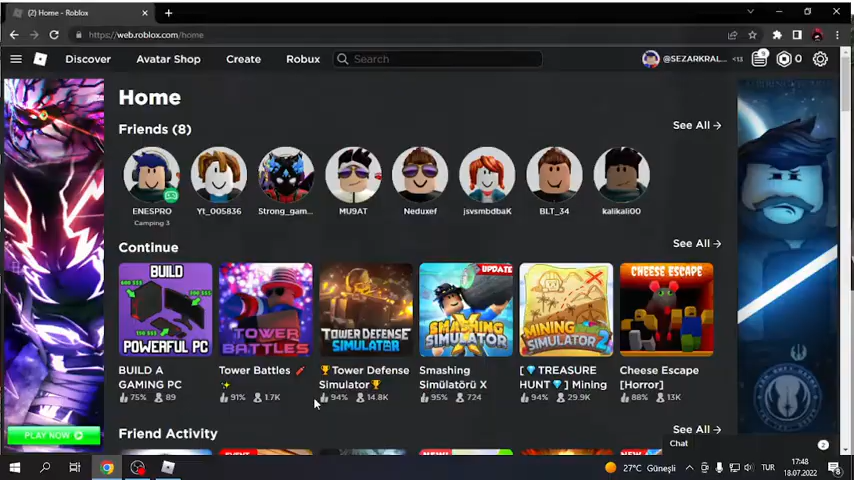 (2) Home - Roblox
https://web.roblox.com/home
Discover Avatar Shop Create Robux Search @SEZARKRAL... <13 9 0
Home
Friends (8) See All →
ENESPRO Yt_005836 Strong_gam... MU9AT Neduxef jsvsmbdbaK BLT_34 kalikali00
Camping 3
Continue See All →
BUILD
POWERFUL PC
TOWER
BATTLES
TOWER DEFENSE
SIMULATOR
UPDATE
SMASHING
SIMULATOR
MINING
SIMULATOR 2
CHEESE ESCAPE
BUILD A GAMING PC
Tower Battles
Tower Defense Simulator
Smashing Simülatörü X
[ TREASURE HUNT ] Mining
Cheese Escape [Horror]
75% 89 91% 1.7K 94% 14.8K 95% 724 94% 29.9K 88% 13K
PLAY NOW
Friend Activity See All →
Chat 2
27°C Güneşli TUR 17:48
18.07.2022 8